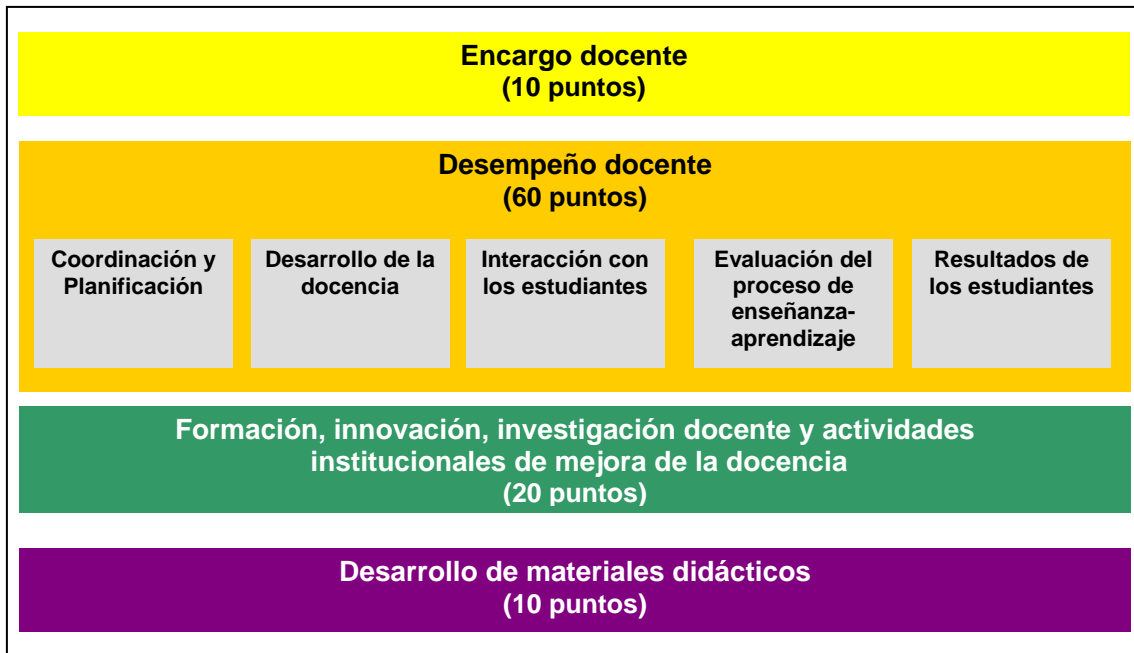 Encargo docente
(10 puntos)
Desempeño docente
(60 puntos)
Coordinación y
Planificación
Desarrollo de la
docencia
Interacción con
los estudiantes
Evaluación del
proceso de
enseñanza-
aprendizaje
Resultados de
los estudiantes
Formación, innovación, investigación docente y actividades
institucionales de mejora de la docencia
(20 puntos)
Desarrollo de materiales didácticos
(10 puntos)